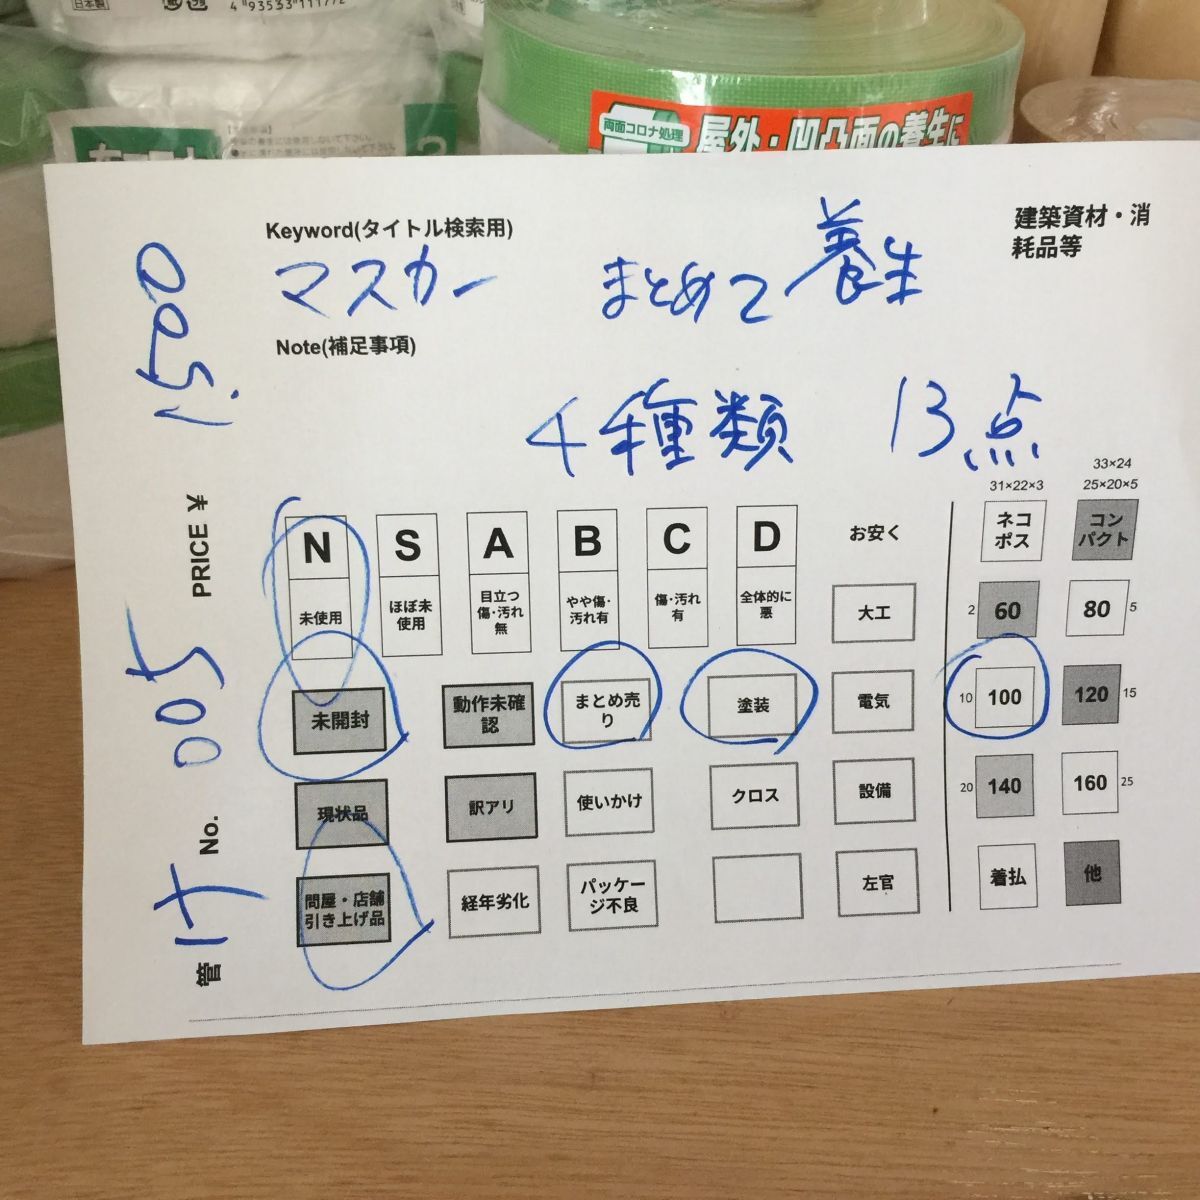 日本製
4 93533 111772
両面コロナ処理
屋外・凹凸面の養生に
Keyword(タイトル検索用)
建築資材・消
耗品等
マスカー まとめて養生
Note(補足事項)
4種類 13点
PRICE ¥
管 No.
N
未使用
S
ほぼ未
使用
A
目立つ
傷・汚れ
無
B
やや傷・
汚れ有
C
傷・汚れ
有
D
全体的に
悪
お安く
大工
未開封
動作未確
認
まとめ売
り
塗装
電気
現状品
訳アリ
使いかけ
クロス
設備
問屋・店舗
引き上げ品
経年劣化
パッケー
ジ不良
左官
31×22×3
33×24
25×20×5
ネコ
ポス
コン
パクト
2 60 80 5
10 100 120 15
20 140 160 25
着払 他